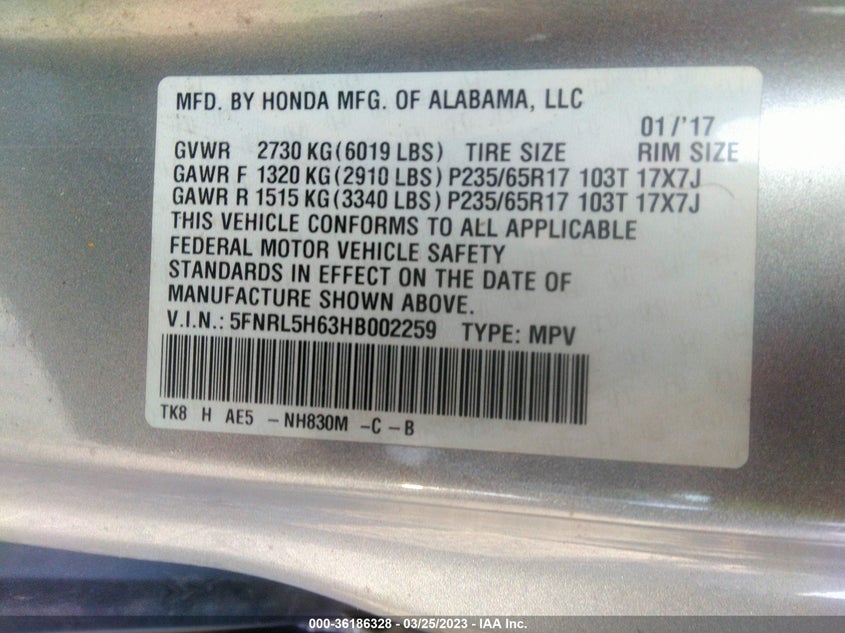 MFD. BY HONDA MFG. OF ALABAMA, LLC
01/'17
GVWR 2730 KG(6019 LBS) TIRE SIZE RIM SIZE
GAWR F 1320 KG(2910 LBS) P235/65R17 103T 17X7J
GAWR R 1515 KG(3340 LBS) P235/65R17 103T 17X7J
THIS VEHICLE CONFORMS TO ALL APPLICABLE
FEDERAL MOTOR VEHICLE SAFETY
STANDARDS IN EFFECT ON THE DATE OF
MANUFACTURE SHOWN ABOVE.
V.I.N.: 5FNRL5H63HB002259 TYPE: MPV
TK8 H AE5 - NH830M -C - B
000-36186328 - 03/25/2023 - IAA Inc.